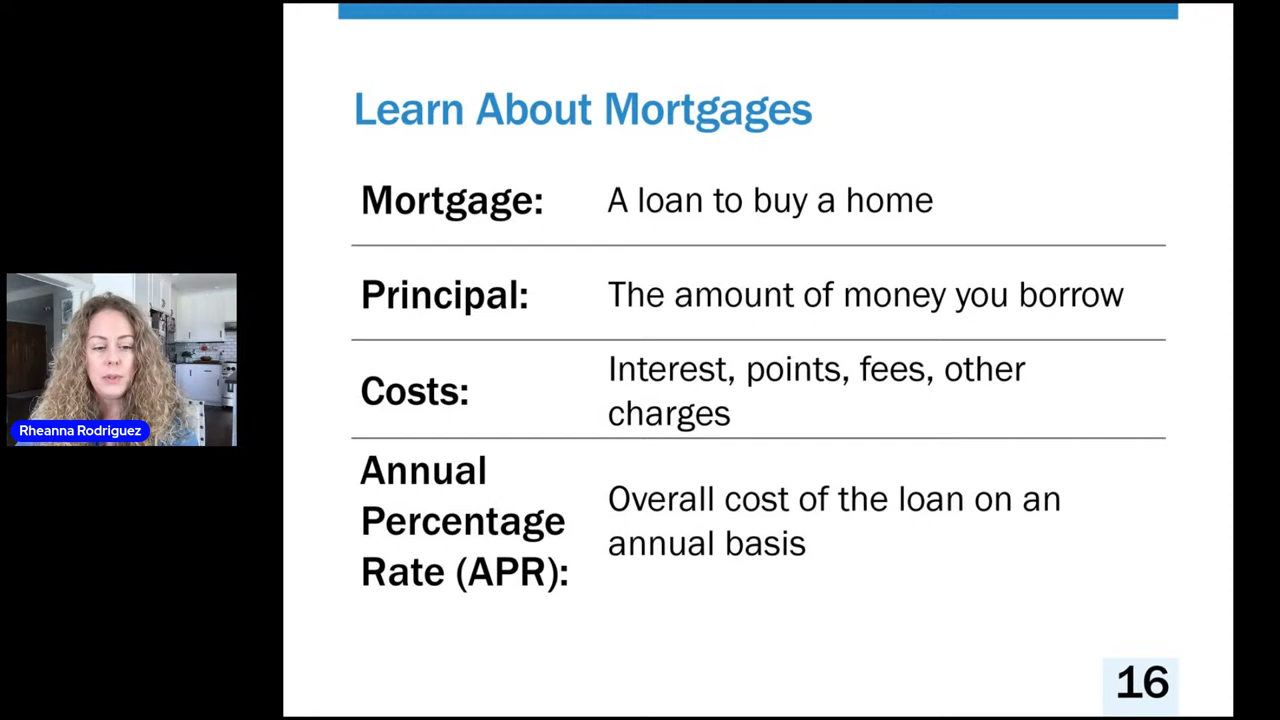 Learn About Mortgages
Mortgage:
A loan to buy a home
Principal:
The amount of money you borrow
Costs:
Interest, points, fees, other
charges
Annual
Percentage
Rate (APR):
Overall cost of the loan on an
annual basis
Rheanna Rodriguez
16